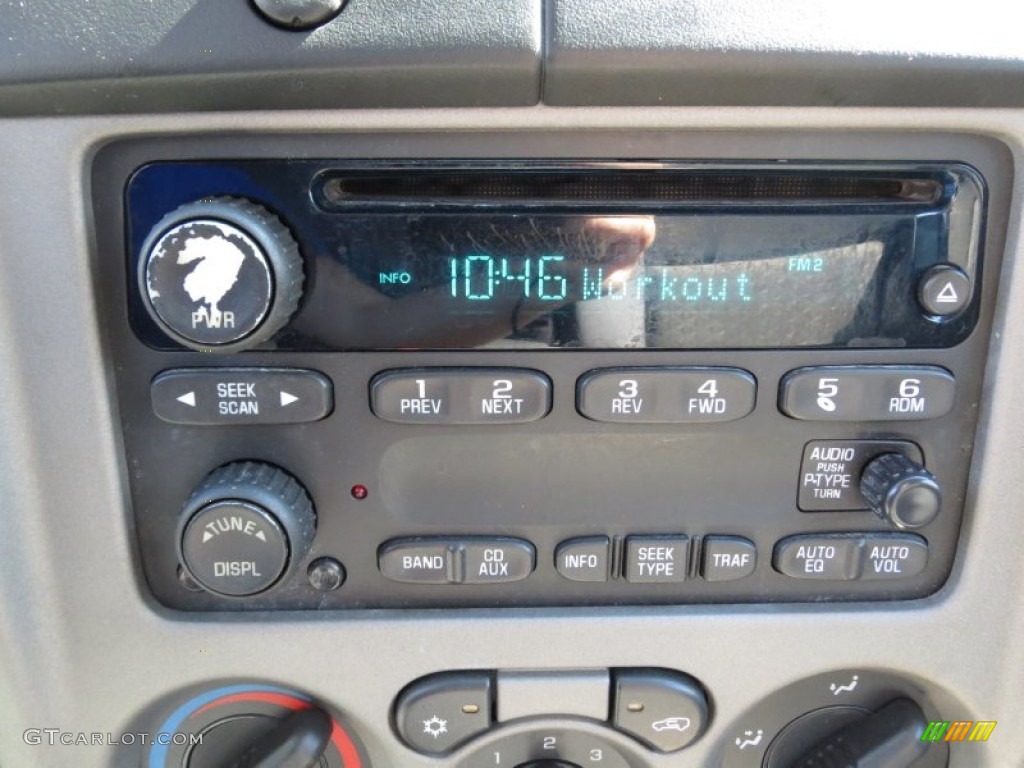 INFO 10:46 Workout FM2
PWR
SEEK
SCAN
1 PREV
2 NEXT
3 REV
4 FWD
5
6 RDM
AUDIO
PUSH
P-TYPE
TURN
TUNE
DISPL
BAND
CD
AUX
INFO
SEEK
TYPE
TRAF
AUTO
EQ
AUTO
VOL
1 2 3
GTCARLOT.COM